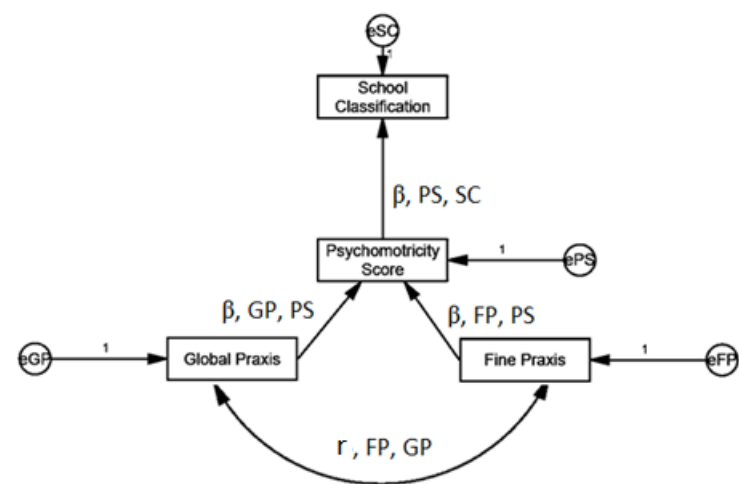 eSC
1
School
Classification
β, PS, SC
Psychomotricity
Score
1
ePS
β, GP, PS
β, FP, PS
eGP
1
Global Praxis
Fine Praxis
1
eFP
r , FP, GP